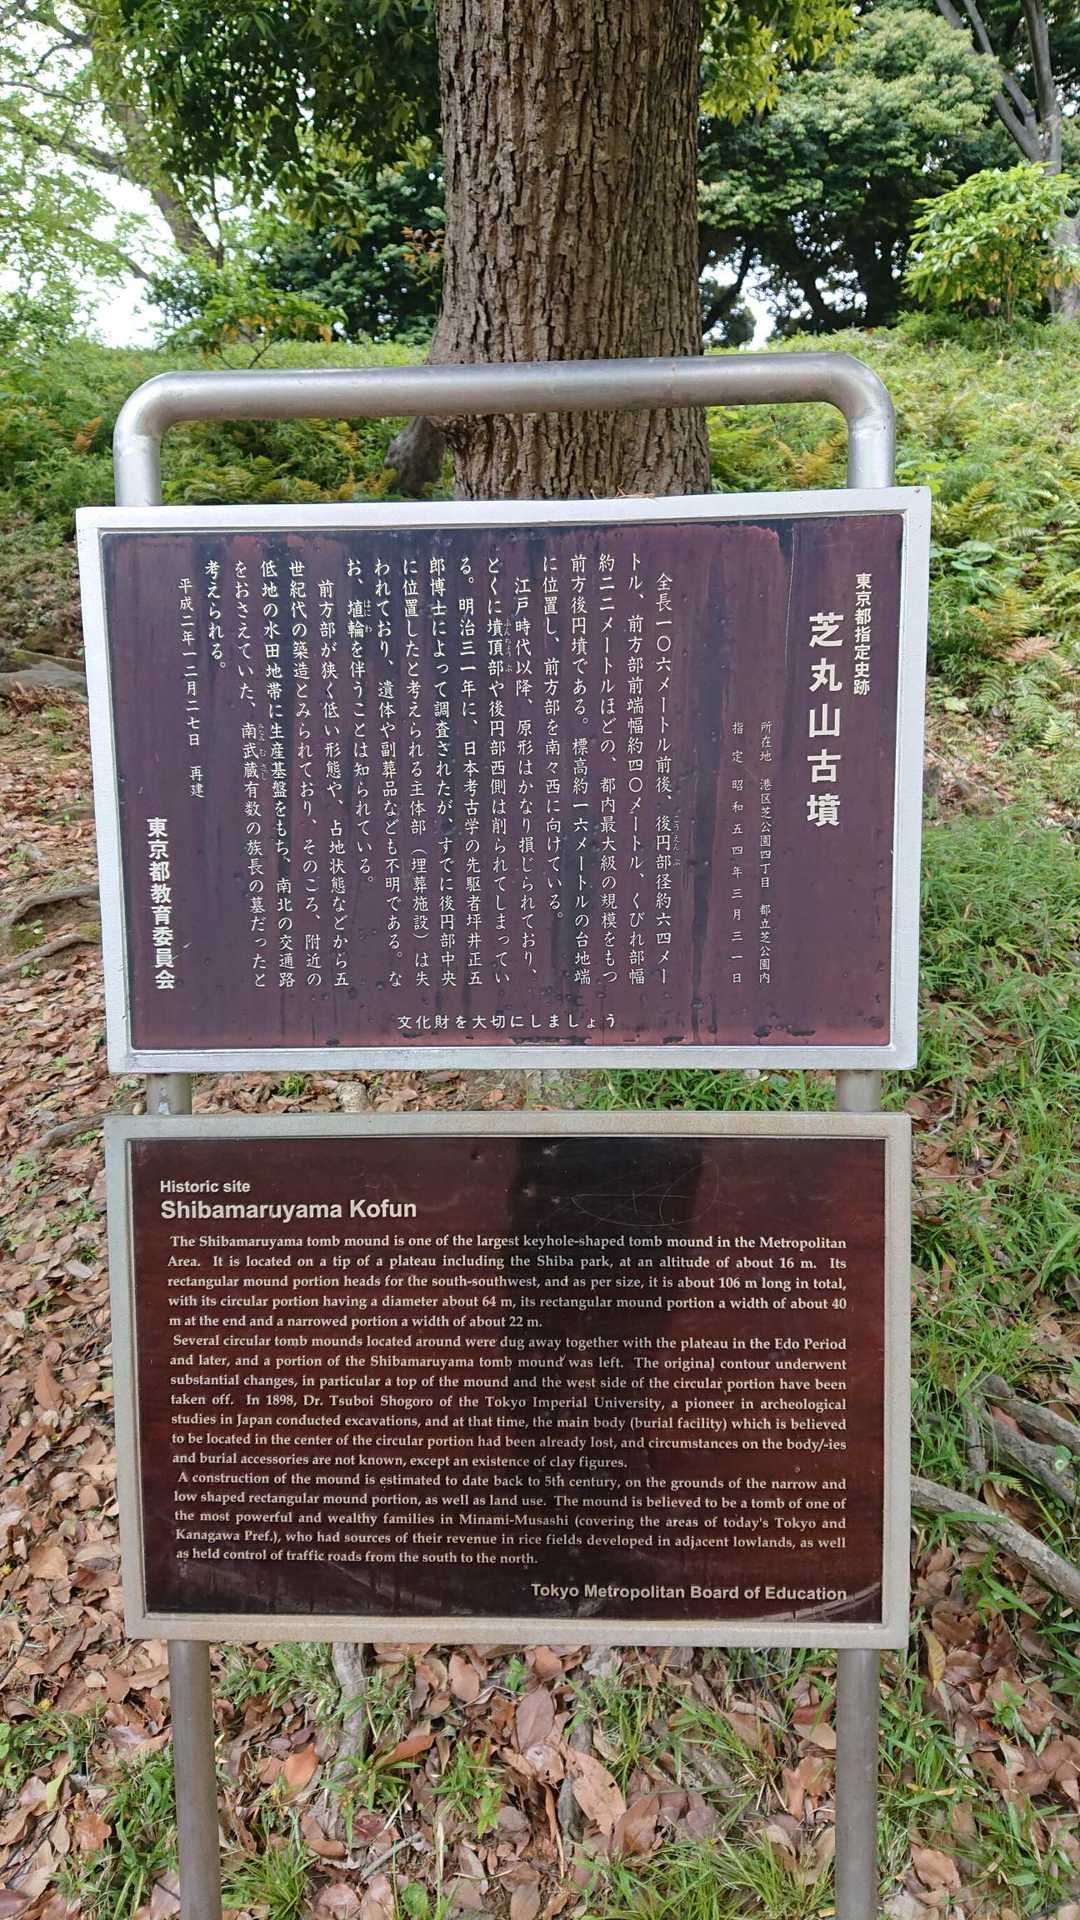 東京都指定史跡
芝丸山古墳
所在地 港区芝公園四丁目 都立芝公園内
指定 昭和五四年三月三一日
全長一〇六メートル前後、後円部径約六四メー
トル、前方部前端幅約四〇メートル、くびれ部幅
約二二メートルほどの、都内最大級の規模をもつ
前方後円墳である。標高約一六メートルの台地端
に位置し、前方部を南々西に向けている。
江戸時代以降、原形はかなり損じられており、
とくに墳頂部や後円部西側は削られてしまってい
る。明治三一年に、日本考古学の先駆者坪井正五
郎博士によって調査されたが、すでに後円部中央
に位置したと考えられる主体部（埋葬施設）は失
われており、遺体や副葬品なども不明である。な
お、埴輪を伴うことは知られている。
前方部が狭く低い形態や、占地状態などから五
世紀代の築造とみられており、そのころ、附近の
低地の水田地帯に生産基盤をもち、南北の交通路
をおさえていた、南武蔵有数の族長の墓だったと
考えられる。
平成二年一二月二七日 再建
東京都教育委員会
文化財を大切にしましょう
Historic site
Shibamaruyama Kofun
The Shibamaruyama tomb mound is one of the largest keyhole-shaped tomb mound in the Metropolitan
Area. It is located on a tip of a plateau including the Shiba park, at an altitude of about 16 m. Its
rectangular mound portion heads for the south-southwest, and as per size, it is about 106 m long in total,
with its circular portion having a diameter about 64 m, its rectangular mound portion a width of about 40
m at the end and a narrowed portion a width of about 22 m.
Several circular tomb mounds located around were dug away together with the plateau in the Edo Period
and later, and a portion of the Shibamaruyama tomb mound was left. The original contour underwent
substantial changes, in particular a top of the mound and the west side of the circular portion have been
taken off. In 1898, Dr. Tsuboi Shogoro of the Tokyo Imperial University, a pioneer in archeological
studies in Japan conducted excavations, and at that time, the main body (burial facility) which is believed
to be located in the center of the circular portion had been already lost, and circumstances on the body/-ies
and burial accessories are not known, except an existence of clay figures.
A construction of the mound is estimated to date back to 5th century, on the grounds of the narrow and
low shaped rectangular mound portion, as well as land use. The mound is believed to be a tomb of one of
the most powerful and wealthy families in Minami-Musashi (covering the areas of today's Tokyo and
Kanagawa Pref.), who had sources of their revenue in rice fields developed in adjacent lowlands, as well
as held control of traffic roads from the south to the north.
Tokyo Metropolitan Board of Education